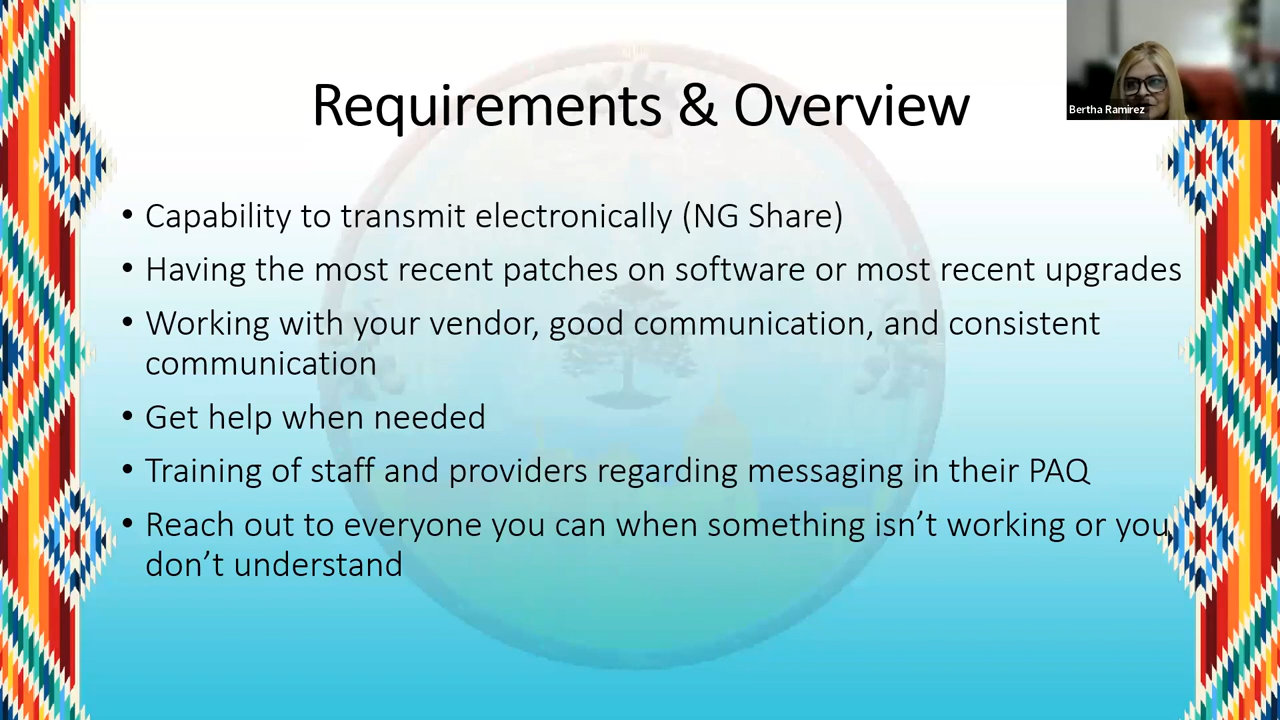 Bertha Ramirez
Requirements & Overview
• Capability to transmit electronically (NG Share)
• Having the most recent patches on software or most recent upgrades
• Working with your vendor, good communication, and consistent
communication
• Get help when needed
• Training of staff and providers regarding messaging in their PAQ
• Reach out to everyone you can when something isn’t working or you
don’t understand